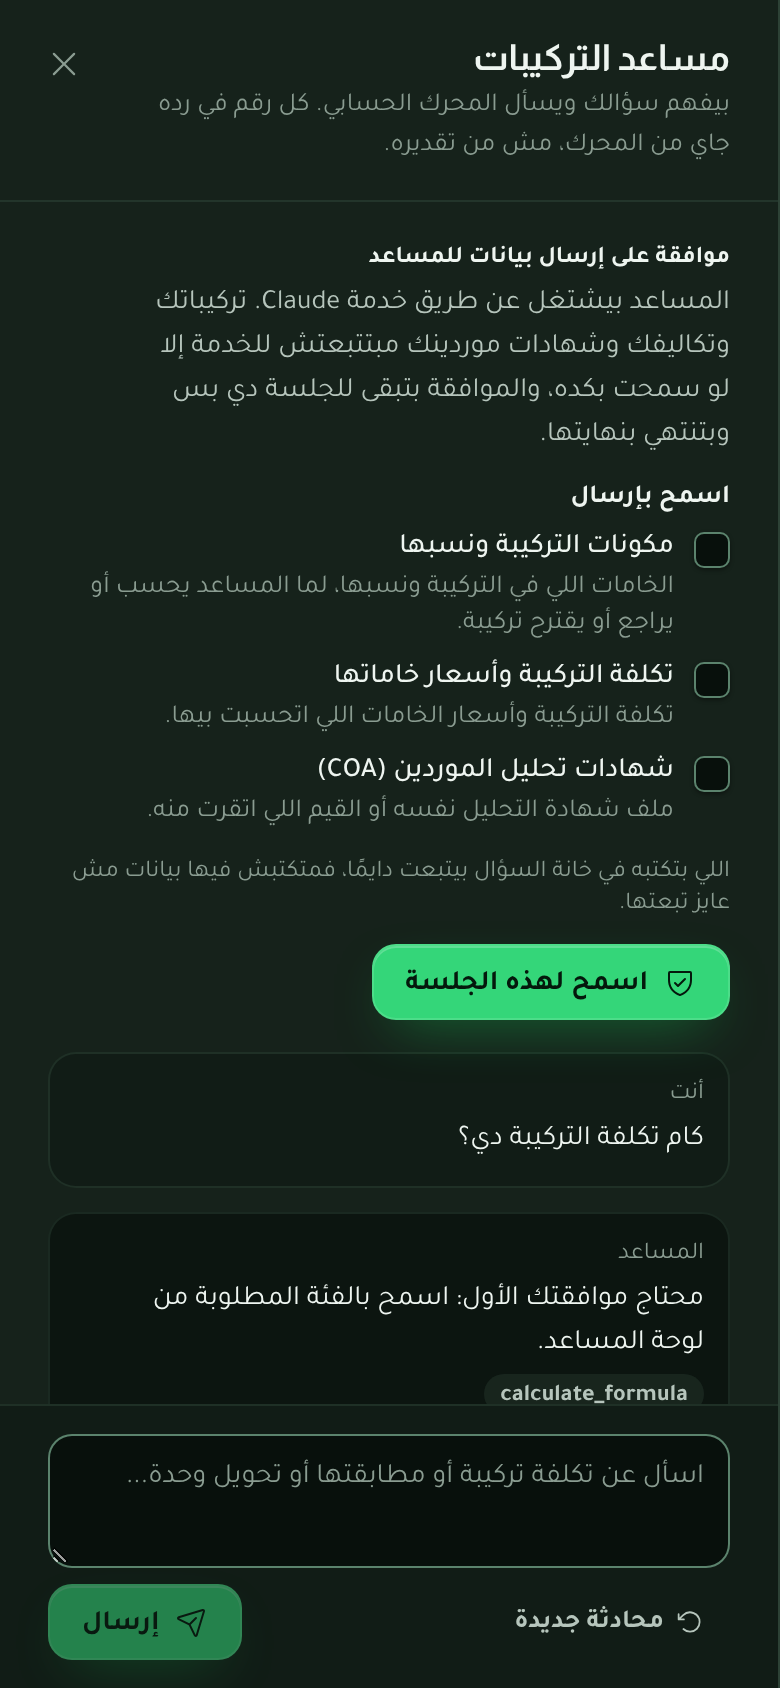 مساعد التركيبات
بيفهم سؤالك ويسأل المحرك الحسابي. كل رقم في رده
جاي من المحرك، مش من تقديره.
موافقة على إرسال بيانات للمساعد
المساعد بيشتغل عن طريق خدمة Claude. تركيباتك
وتكاليفك وشهادات موردينك مبتتبعتش للخدمة إلا
لو سمحت بكده، والموافقة بتبقى للجلسة دي بس
وبتنتهي بنهايتها.
اسمح بإرسال
مكونات التركيبة ونسبها
الخامات اللي في التركيبة ونسبها، لما المساعد يحسب أو
يراجع أو يقترح تركيبة.
تكلفة التركيبة وأسعار خاماتها
تكلفة التركيبة وأسعار الخامات اللي اتحسبت بيها.
شهادات تحليل الموردين (COA)
ملف شهادة التحليل نفسه أو القيم اللي اتقرت منه.
اللي بتكتبه في خانة السؤال بيتبعت دايمًا، فمتكتبش فيها بيانات مش
عايز تبعتها.
اسمح لهذه الجلسة
أنت
كام تكلفة التركيبة دي؟
المساعد
محتاج موافقتك الأول: اسمح بالفئة المطلوبة من
لوحة المساعد.
calculate_formula
اسأل عن تكلفة تركيبة أو مطابقتها أو تحويل وحدة...
محادثة جديدة
إرسال